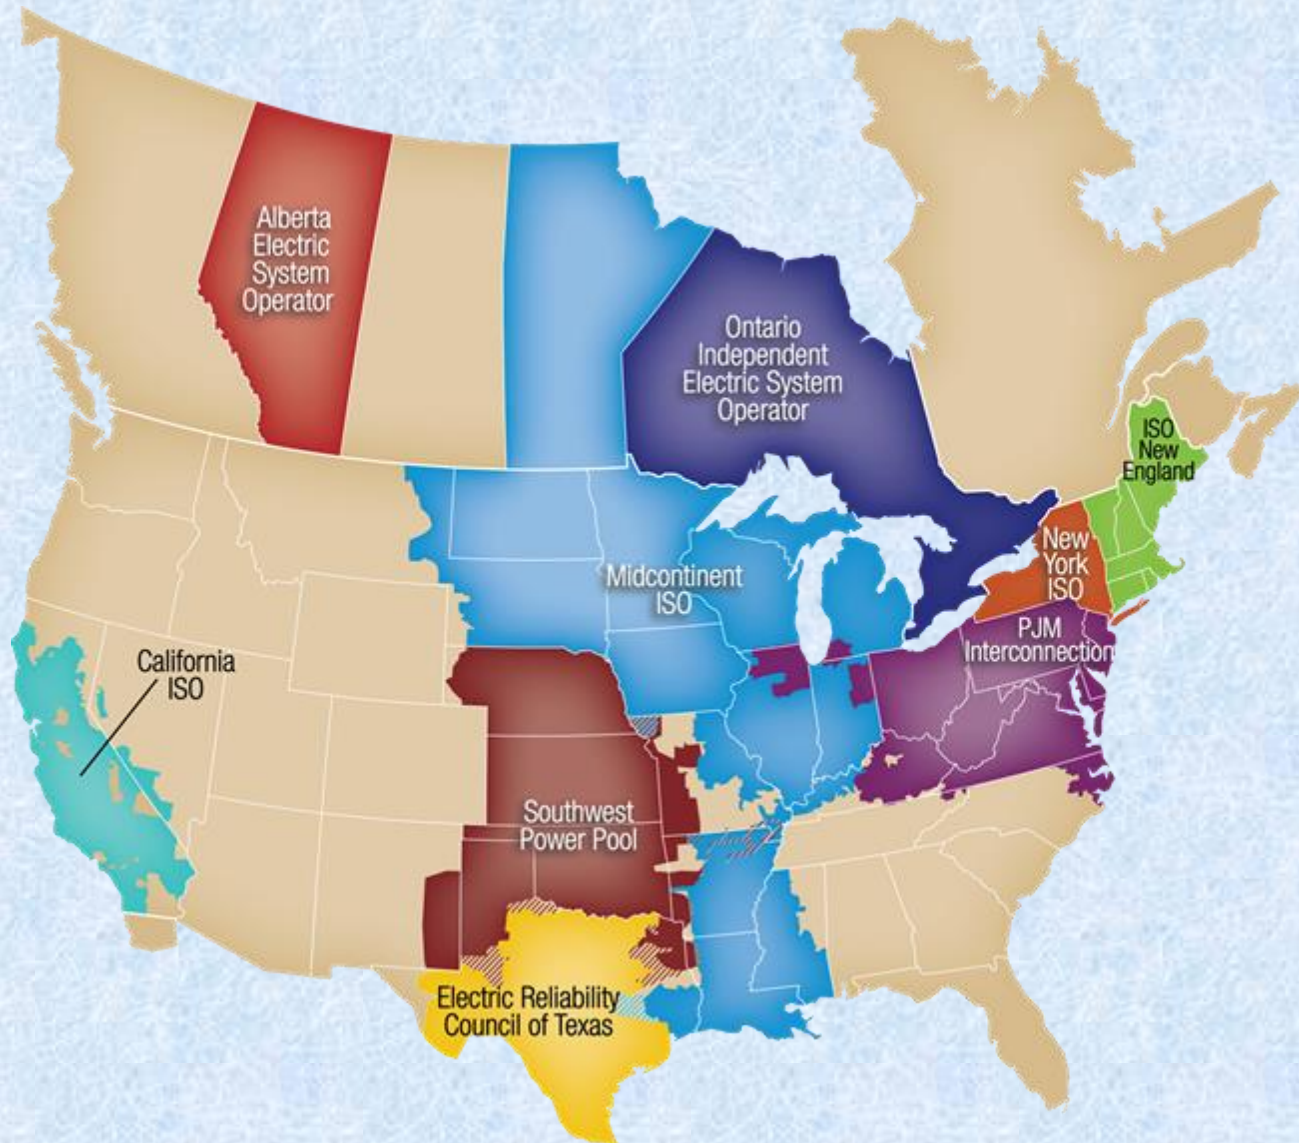 Alberta
Electric
System
Operator
Ontario
Independent
Electric System
Operator
ISO
New
England
New
York
ISO
Midcontinent
ISO
PJM
Interconnection
California
ISO
Southwest
Power Pool
Electric Reliability
Council of Texas